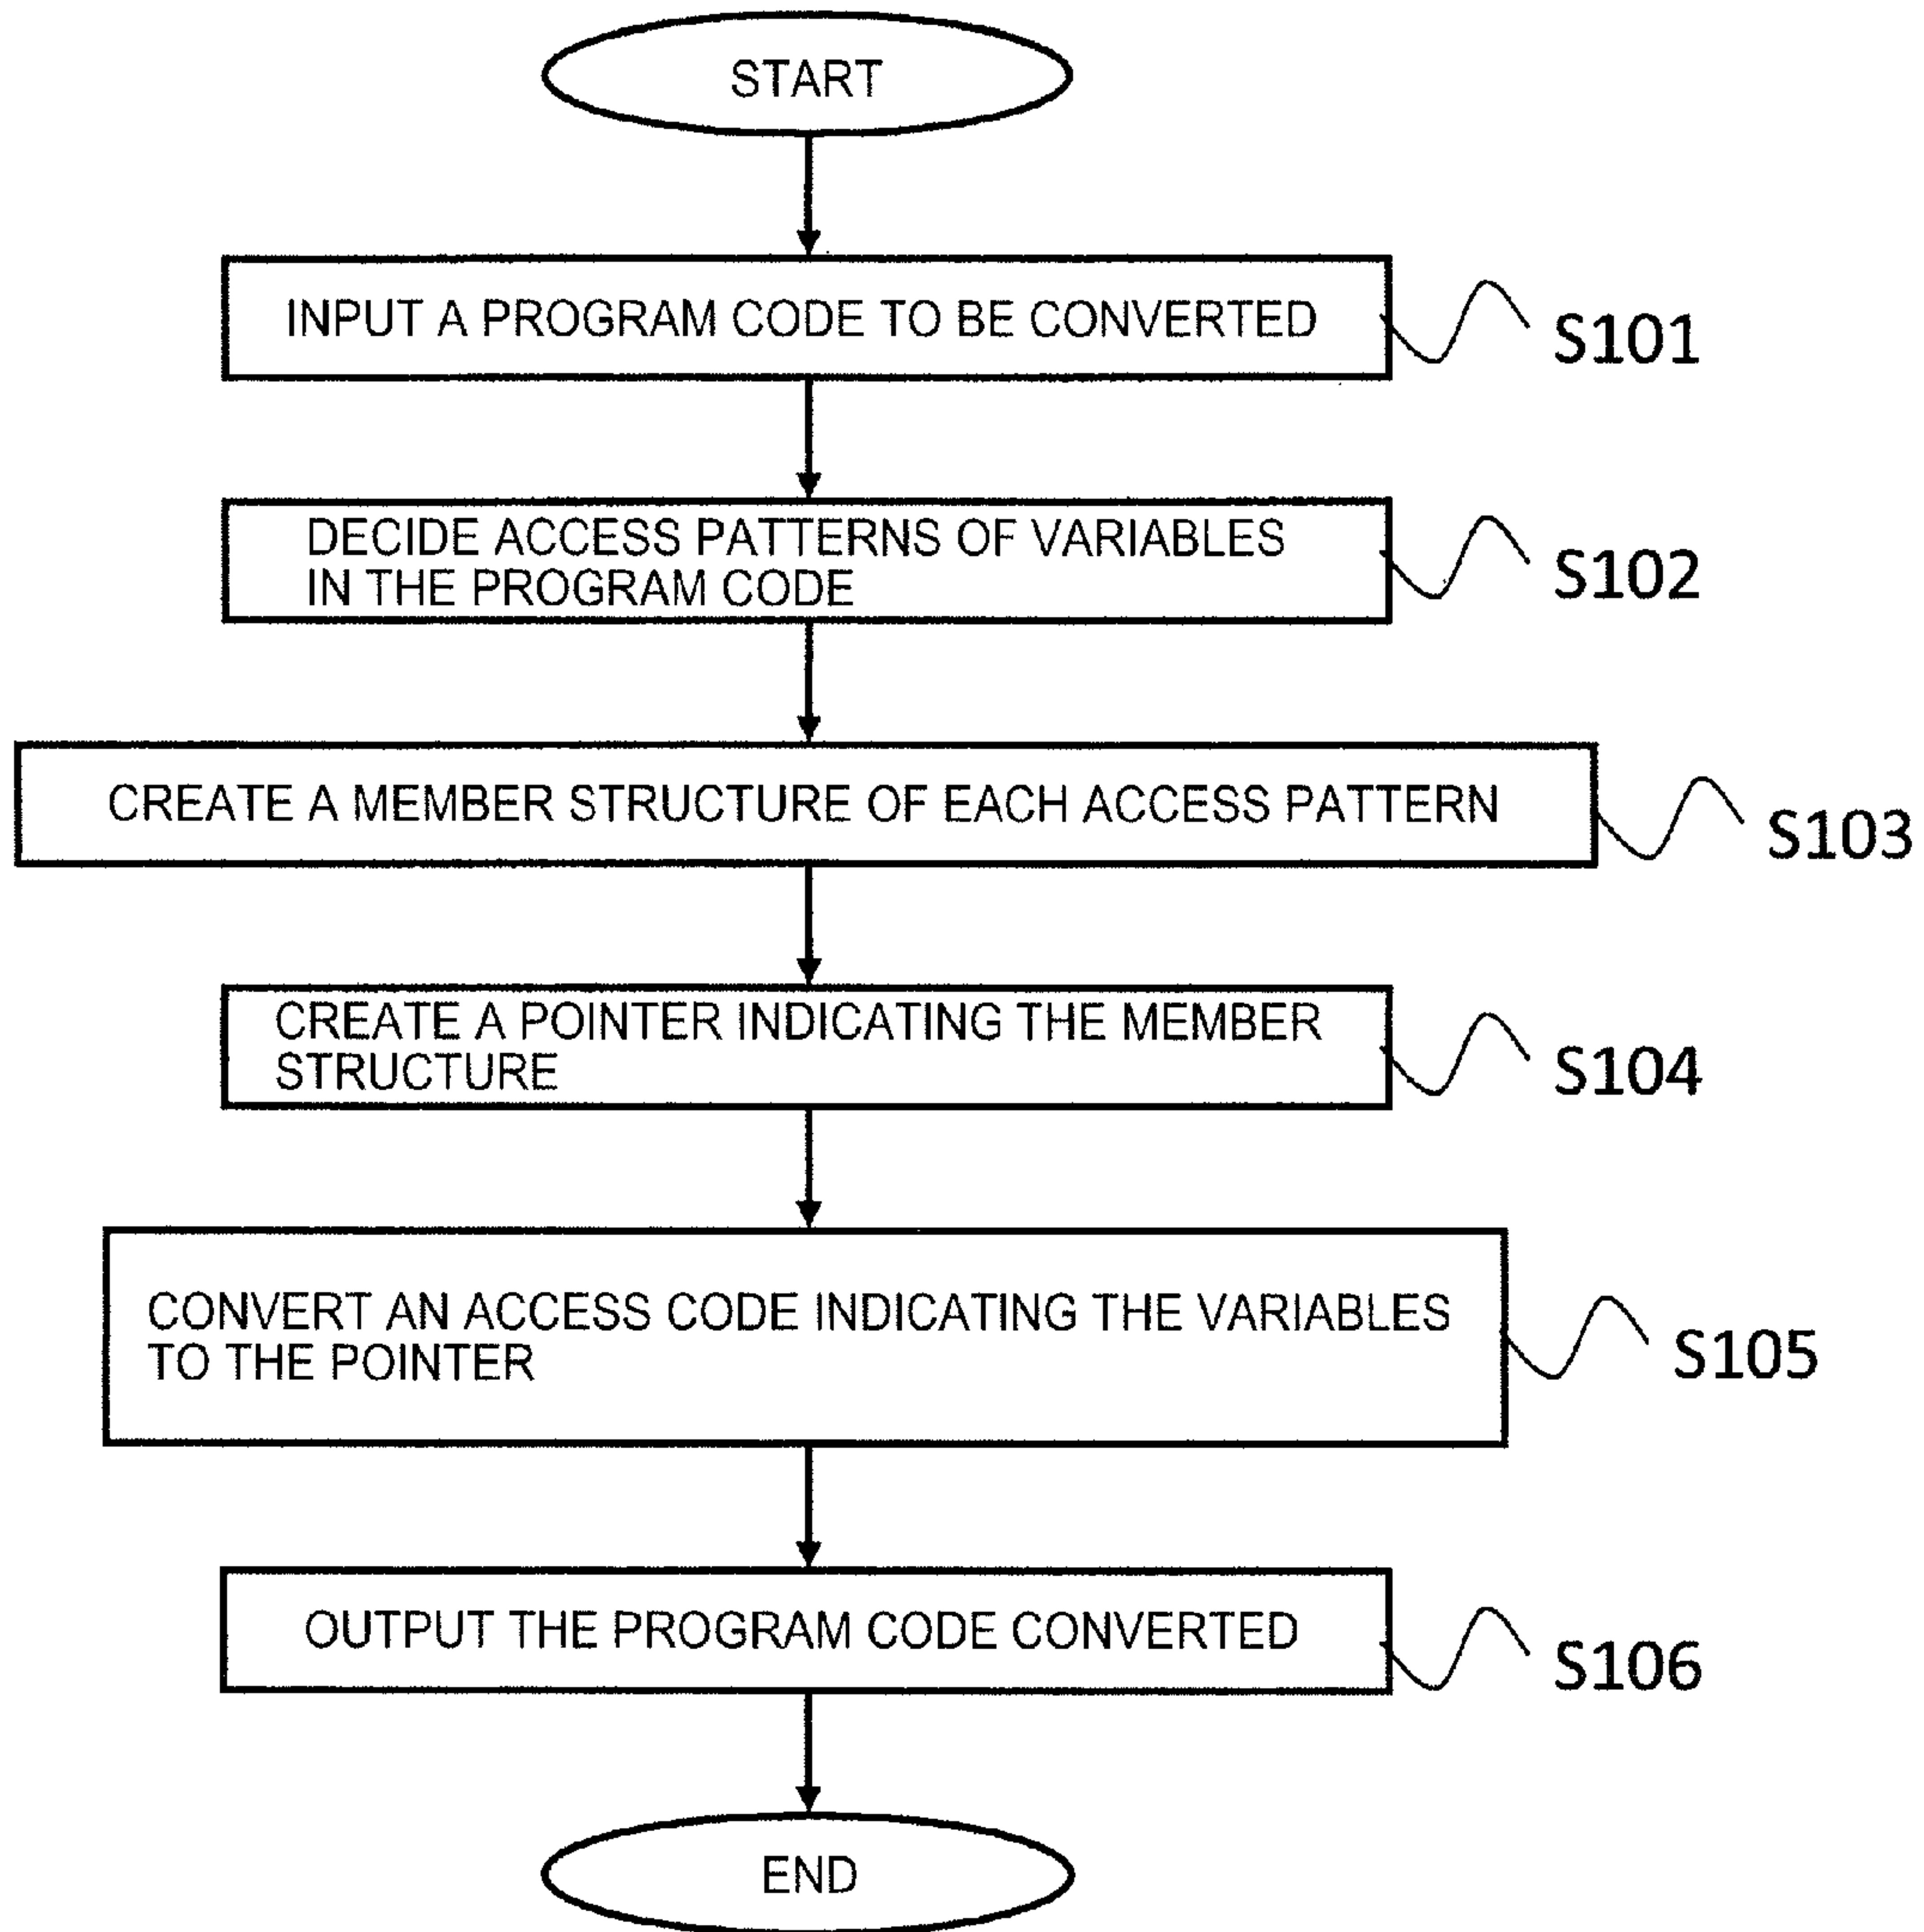 START
INPUT A PROGRAM CODE TO BE CONVERTED
S101
DECIDE ACCESS PATTERNS OF VARIABLES
IN THE PROGRAM CODE
S102
CREATE A MEMBER STRUCTURE OF EACH ACCESS PATTERN
S103
CREATE A POINTER INDICATING THE MEMBER
STRUCTURE
S104
CONVERT AN ACCESS CODE INDICATING THE VARIABLES
TO THE POINTER
S105
OUTPUT THE PROGRAM CODE CONVERTED
S106
END